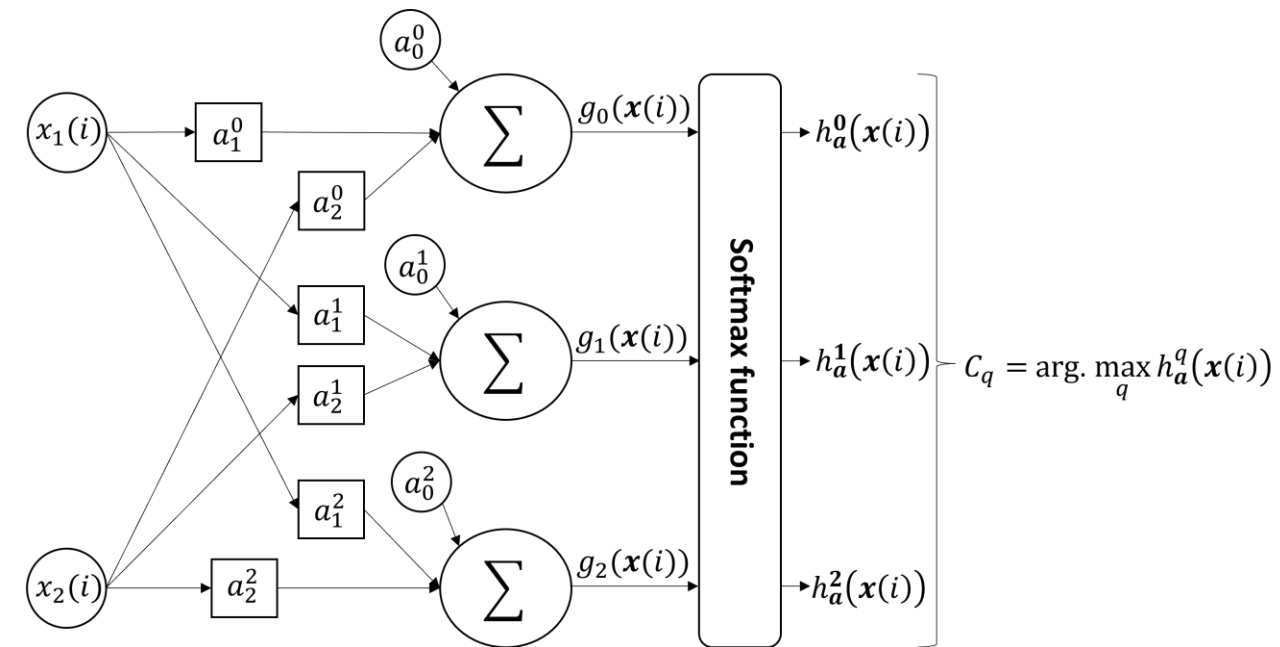 a_0^0
x_1(i)
a_1^0
∑
g_0(𝒙(i))
h_𝒂^𝟎(𝒙(i))
a_2^0
a_0^1
a_1^1
∑
g_1(𝒙(i))
Softmax function
h_𝒂^𝟏(𝒙(i))
C_q = arg. max_q h_𝒂^q(𝒙(i))
a_2^1
a_0^2
a_1^2
x_2(i)
a_2^2
∑
g_2(𝒙(i))
h_𝒂^𝟐(𝒙(i))